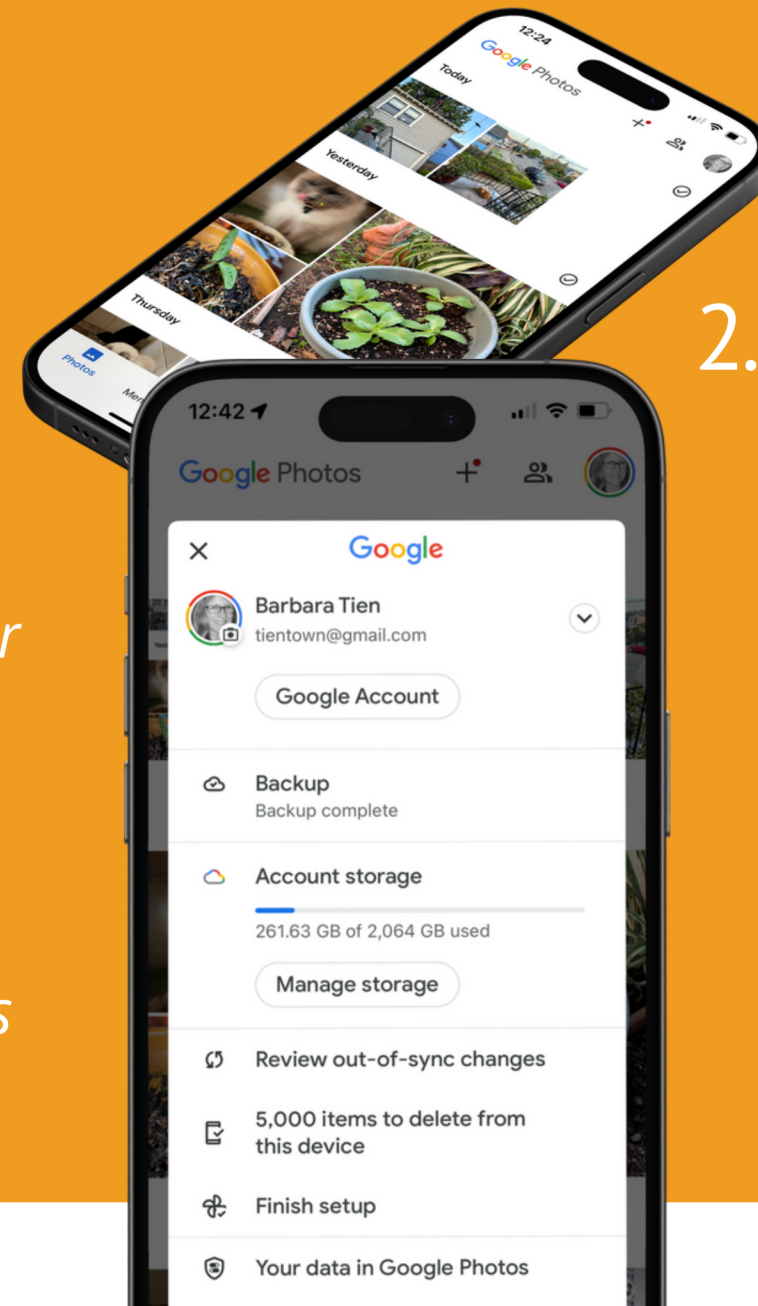 12:24
Google Photos
Today
Yesterday
Thursday
Photos
2.
12:42
Google Photos
Google
Barbara Tien
tientown@gmail.com
Google Account
r
Backup
Backup complete
Account storage
261.63 GB of 2,064 GB used
Manage storage
s
Review out-of-sync changes
5,000 items to delete from
this device
Finish setup
Your data in Google Photos